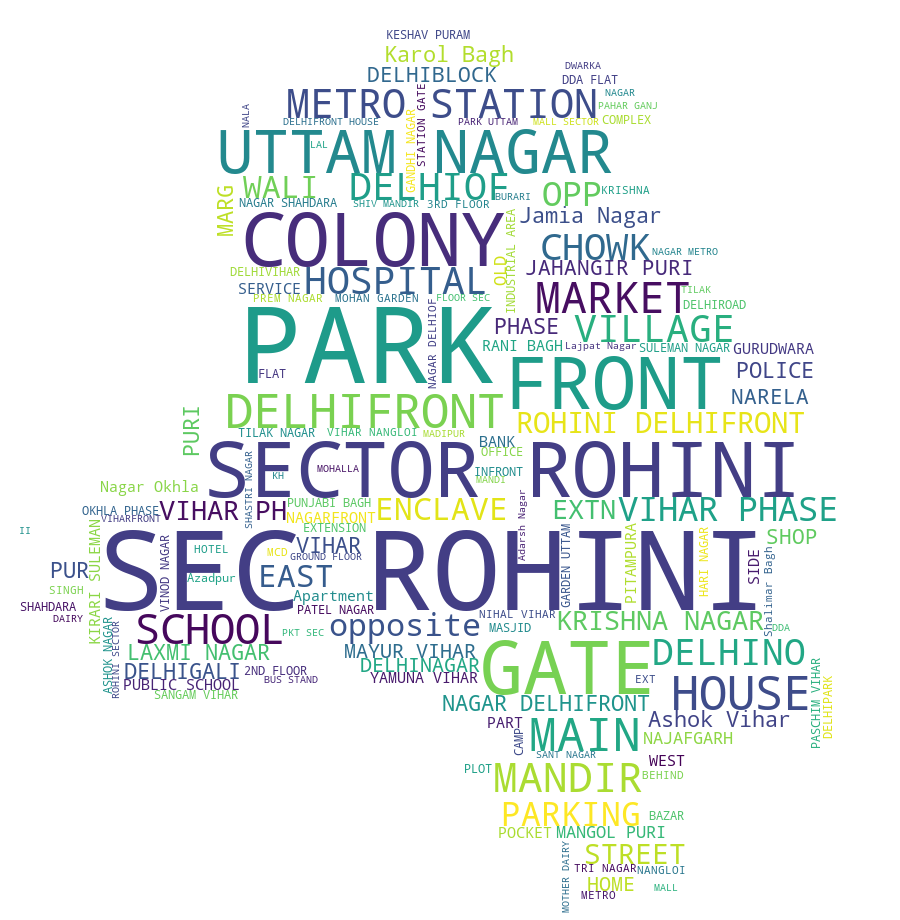 KESHAV PURAM
Karol Bagh
DWARKA
DELHIBLOCK
DDA FLAT
METRO STATION
STATION GATE
NAGAR
PAHAR GANJ
NALA
DELHIFRONT HOUSE
GANDHI NAGAR
PARK UTTAM
MALL SECTOR
COMPLEX
UTTAM NAGAR
LAL
WALI
DELHIOF
OPP
KRISHNA
MARG
NAGAR SHAHDARA
SHIV MANDIR
3RD FLOOR
BURARI
Jamia Nagar
COLONY
INDUSTRIAL AREA
CHOWK
NAGAR METRO
DELHIVIHAR
HOSPITAL
OLD
JAHANGIR PURI
SERVICE
PREM NAGAR
MOHAN GARDEN
FLOOR SEC
MARKET
TILAK
DELHIROAD
PARK
NAGAR DELHIOF
PHASE
VILLAGE
RANI BAGH
Lajpat Nagar
SULEMAN NAGAR
GURUDWARA
FLAT
FRONT
POLICE
NARELA
DELHIFRONT
ROHINI DELHIFRONT
PURI
TILAK NAGAR
VIHAR NANGLOI
MADIPUR
BANK
OFFICE
SECTOR ROHINI
SHASTRI NAGAR
MOHALLA
KH
INFRONT
MANDI
Nagar Okhla
Adarsh Nagar
OKHLA PHASE
VIHAR PH
PUNJABI BAGH
ENCLAVE
EXTN
VIHAR PHASE
VIHARFRONT
NAGARFRONT
EXTENSION
II
KIRARI SULEMAN
VINOD NAGAR
SEC ROHINI
GARDEN UTTAM
PITAMPURA
HARI NAGAR
SHOP
HOTEL
MCD
VIHAR
GROUND FLOOR
SIDE
Shalimar Bagh
PUR
Azadpur
EAST
SINGH
Apartment
SHAHDARA
PATEL NAGAR
NIHAL VIHAR
DAIRY
SCHOOL
PKT SEC
opposite
MASJID
KRISHNA NAGAR
DDA
ASHOK NAGAR
ROHINI SECTOR
LAXMI NAGAR
MAYUR VIHAR
GATE
DELHINO
DELHIGALI
2ND FLOOR
DELHINAGAR
PASCHIM VIHAR
PUBLIC SCHOOL
BUS STAND
YAMUNA VIHAR
EXT
HOUSE
DELHIPARK
SANGAM VIHAR
NAGAR DELHIFRONT
Ashok Vihar
PART
CAMP
MAIN
NAJAFGARH
SANT NAGAR
WEST
PLOT
MANDIR
BEHIND
PARKING
BAZAR
POCKET
MANGOL PURI
MOTHER DAIRY
STREET
TRI NAGAR
NANGLOI
HOME
MALL
METRO